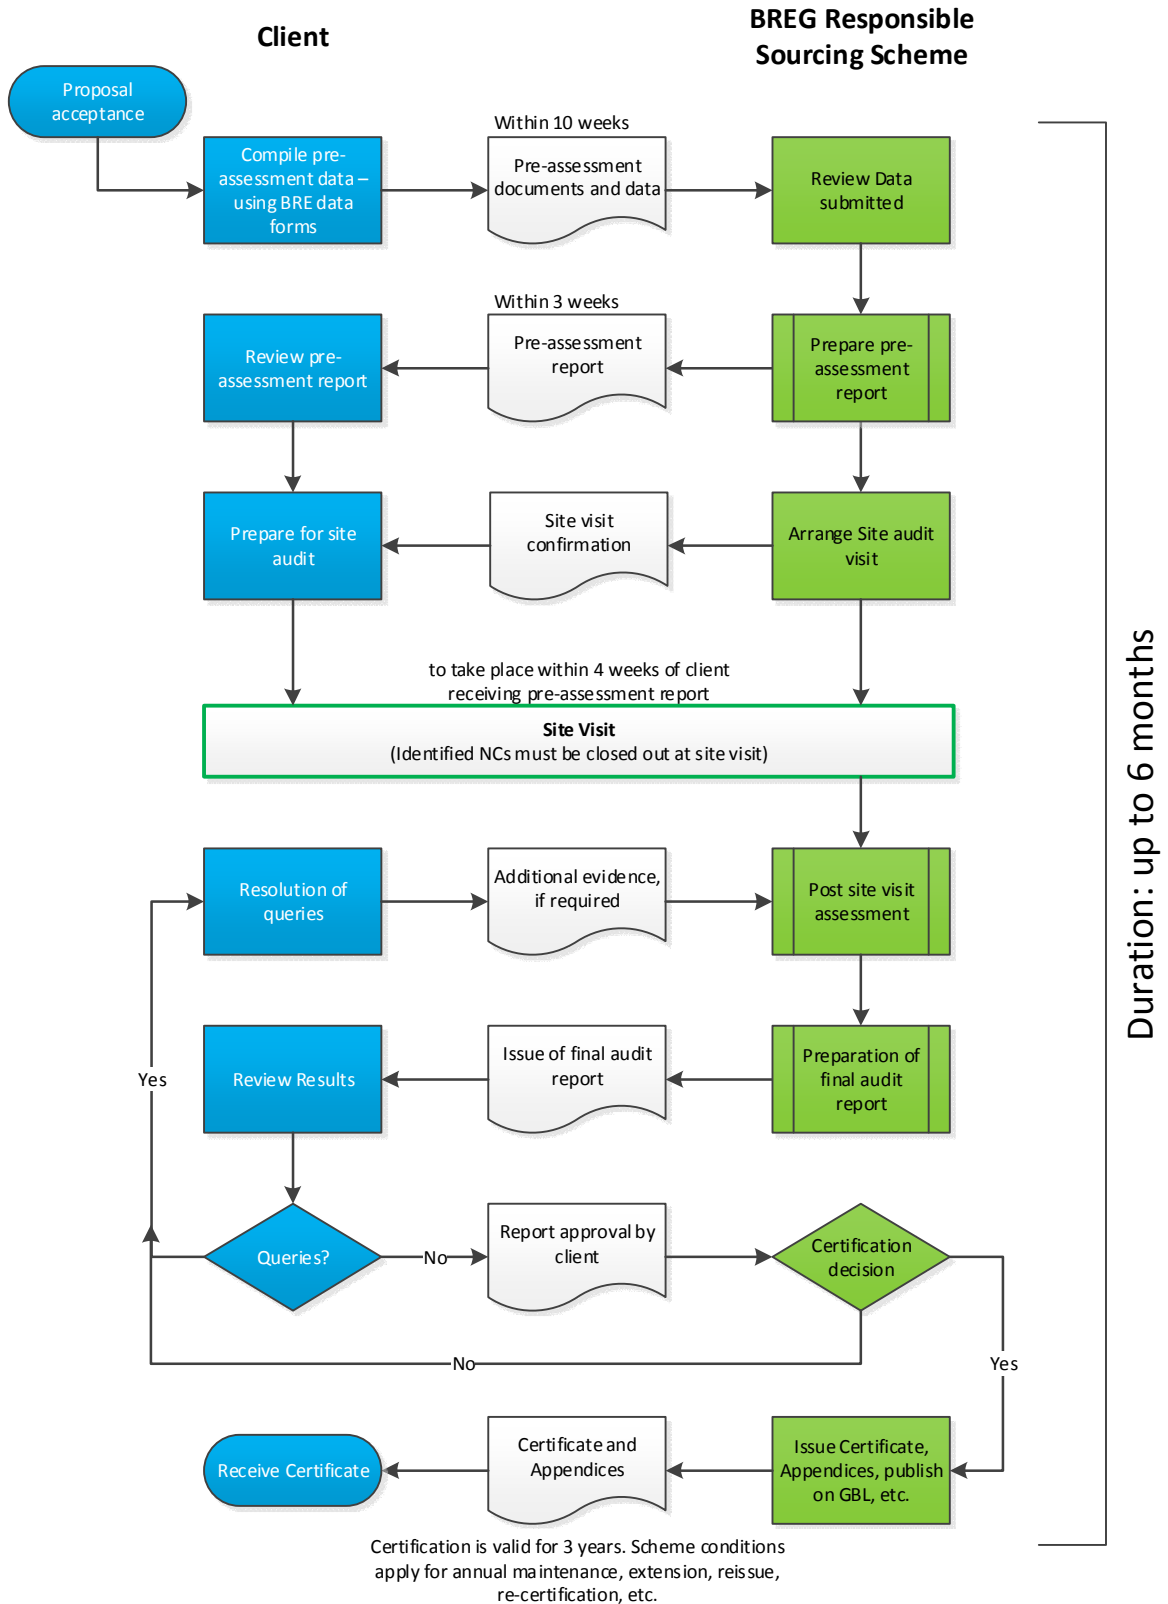 Client
BREG Responsible
Sourcing Scheme
Proposal
acceptance
Within 10 weeks
Compile pre-
assessment data –
using BRE data
forms
Pre-assessment
documents and data
Review Data
submitted
Within 3 weeks
Review pre-
assessment report
Pre-assessment
report
Prepare pre-
assessment
report
Prepare for site
audit
Site visit
confirmation
Arrange Site audit
visit
to take place within 4 weeks of client
receiving pre-assessment report
Site Visit
(Identified NCs must be closed out at site visit)
Duration: up to 6 months
Resolution of
queries
Additional evidence,
if required
Post site visit
assessment
Review Results
Issue of final audit
report
Preparation of
final audit
report
Yes
Queries?
No
Report approval by
client
Certification
decision
No
Yes
Receive Certificate
Certificate and
Appendices
Issue Certificate,
Appendices, publish
on GBL, etc.
Certification is valid for 3 years. Scheme conditions
apply for annual maintenance, extension, reissue,
re-certification, etc.